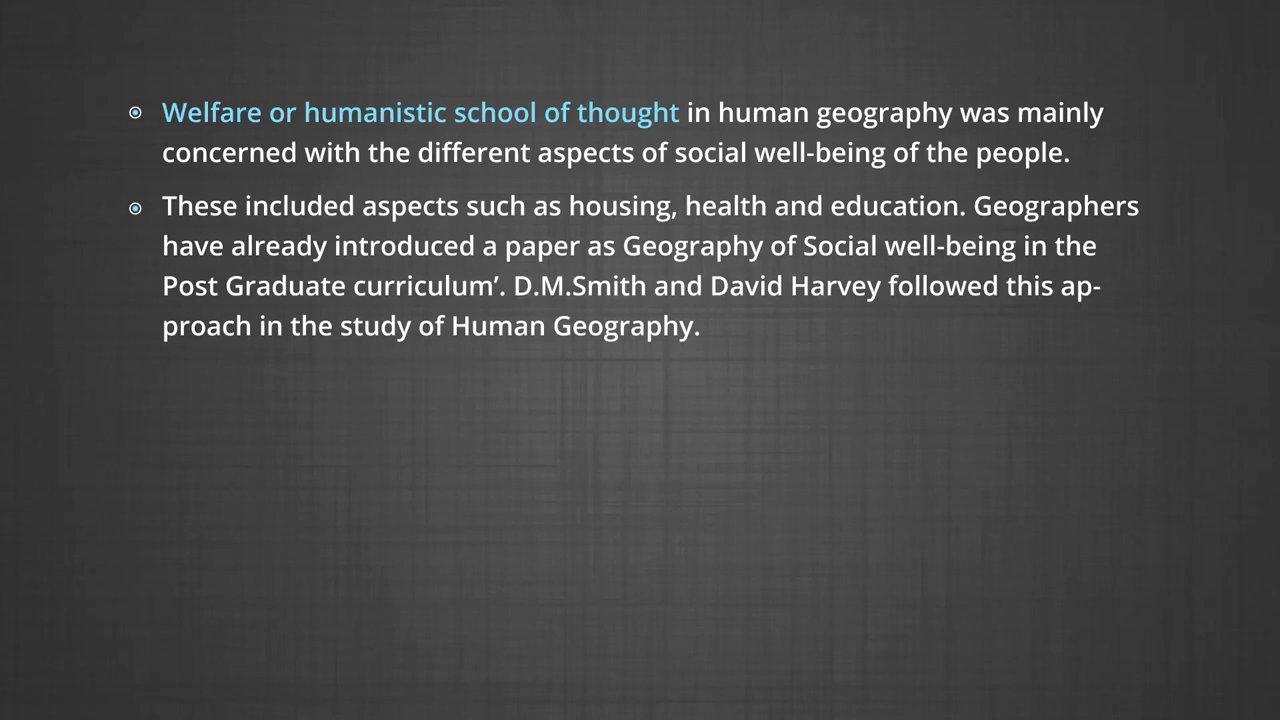 Welfare or humanistic school of thought in human geography was mainly
concerned with the different aspects of social well-being of the people.
These included aspects such as housing, health and education. Geographers
have already introduced a paper as Geography of Social well-being in the
Post Graduate curriculum’. D.M.Smith and David Harvey followed this ap-
proach in the study of Human Geography.